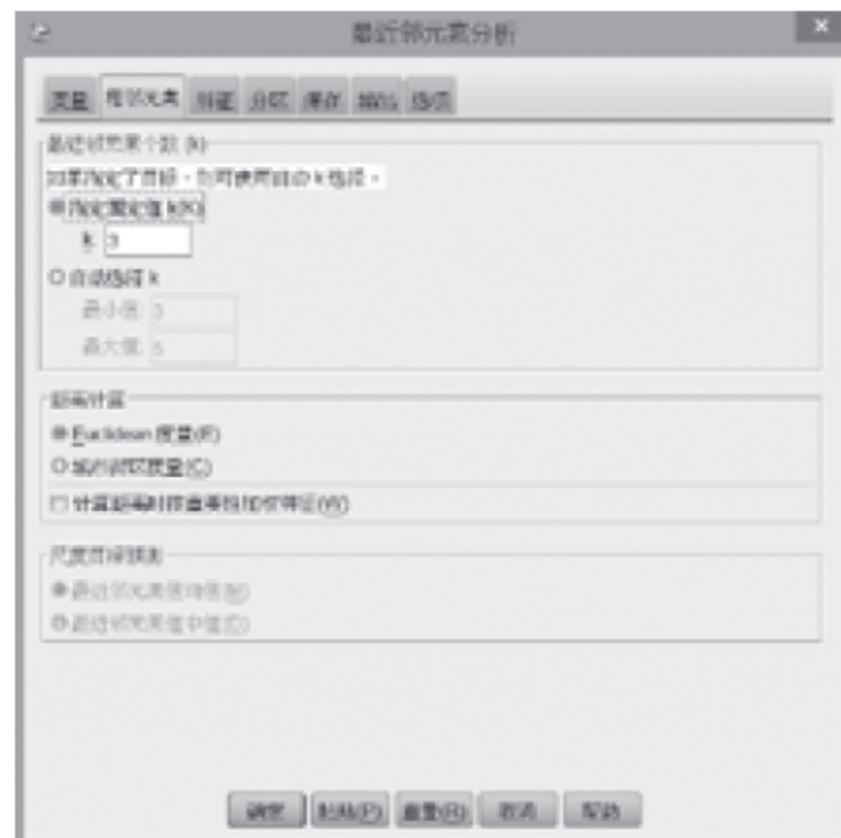 最近邻元素分析
变量 相邻元素 特征 分区 保存 输出 选项
最近邻元素个数 (k)
如果指定了目标，则可使用自动 k 选择。
指定固定值 k(K)
k: 3
自动选择 k
最小值: 3
最大值: 5
距离计算
Euclidean 度量(E)
城市街区度量(C)
计算距离时按重要性加权特征(W)
尺度目标预测
最近邻元素值均值(M)
最近邻元素值中值(D)
确定 粘贴(P) 重置(R) 取消 帮助